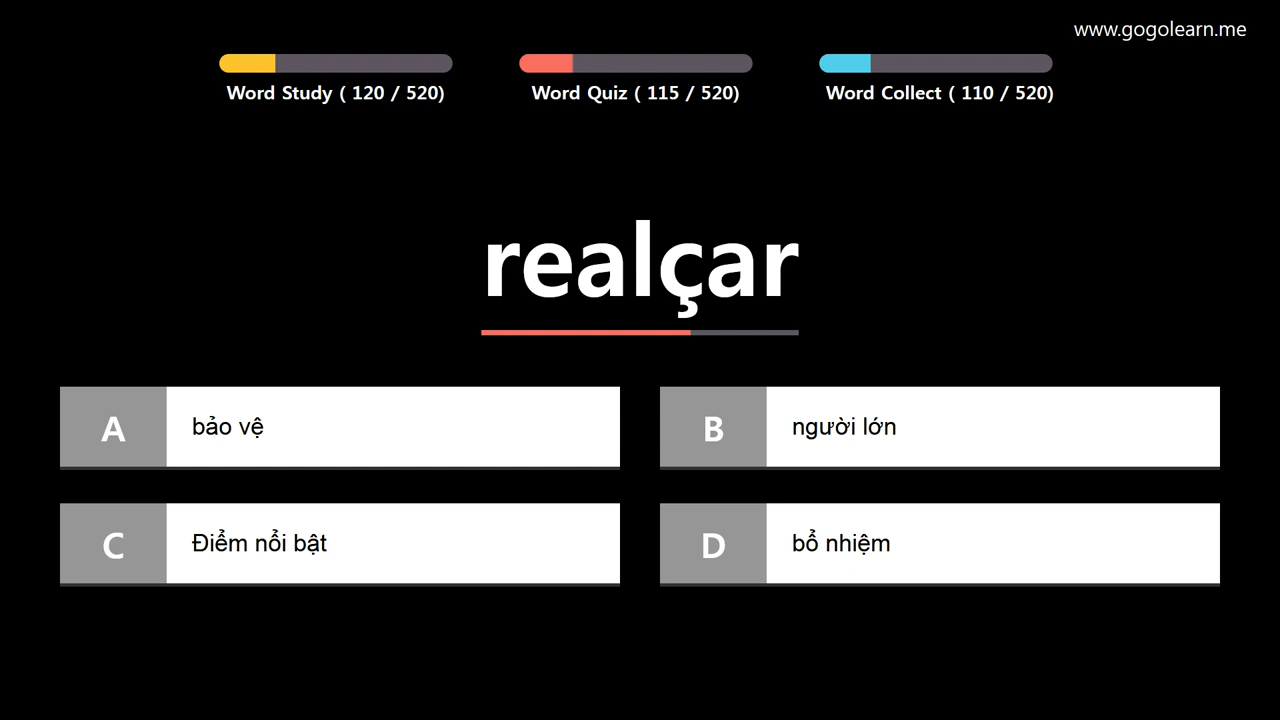 www.gogolearn.me
Word Study ( 120 / 520)
Word Quiz ( 115 / 520)
Word Collect ( 110 / 520)
realçar
A
bảo vệ
B
người lớn
C
Điểm nổi bật
D
bổ nhiệm